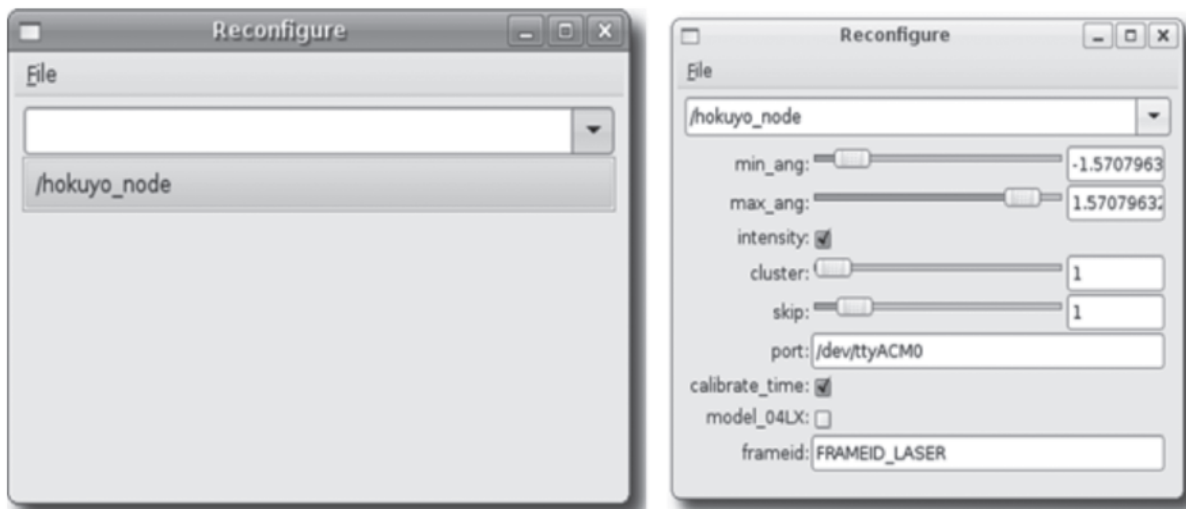 Reconfigure
File
/hokuyo_node
Reconfigure
File
/hokuyo_node
min_ang: -1.5707963
max_ang: 1.57079632
intensity:
cluster: 1
skip: 1
port: /dev/ttyACM0
calibrate_time:
model_04LX:
frameid: FRAMEID_LASER